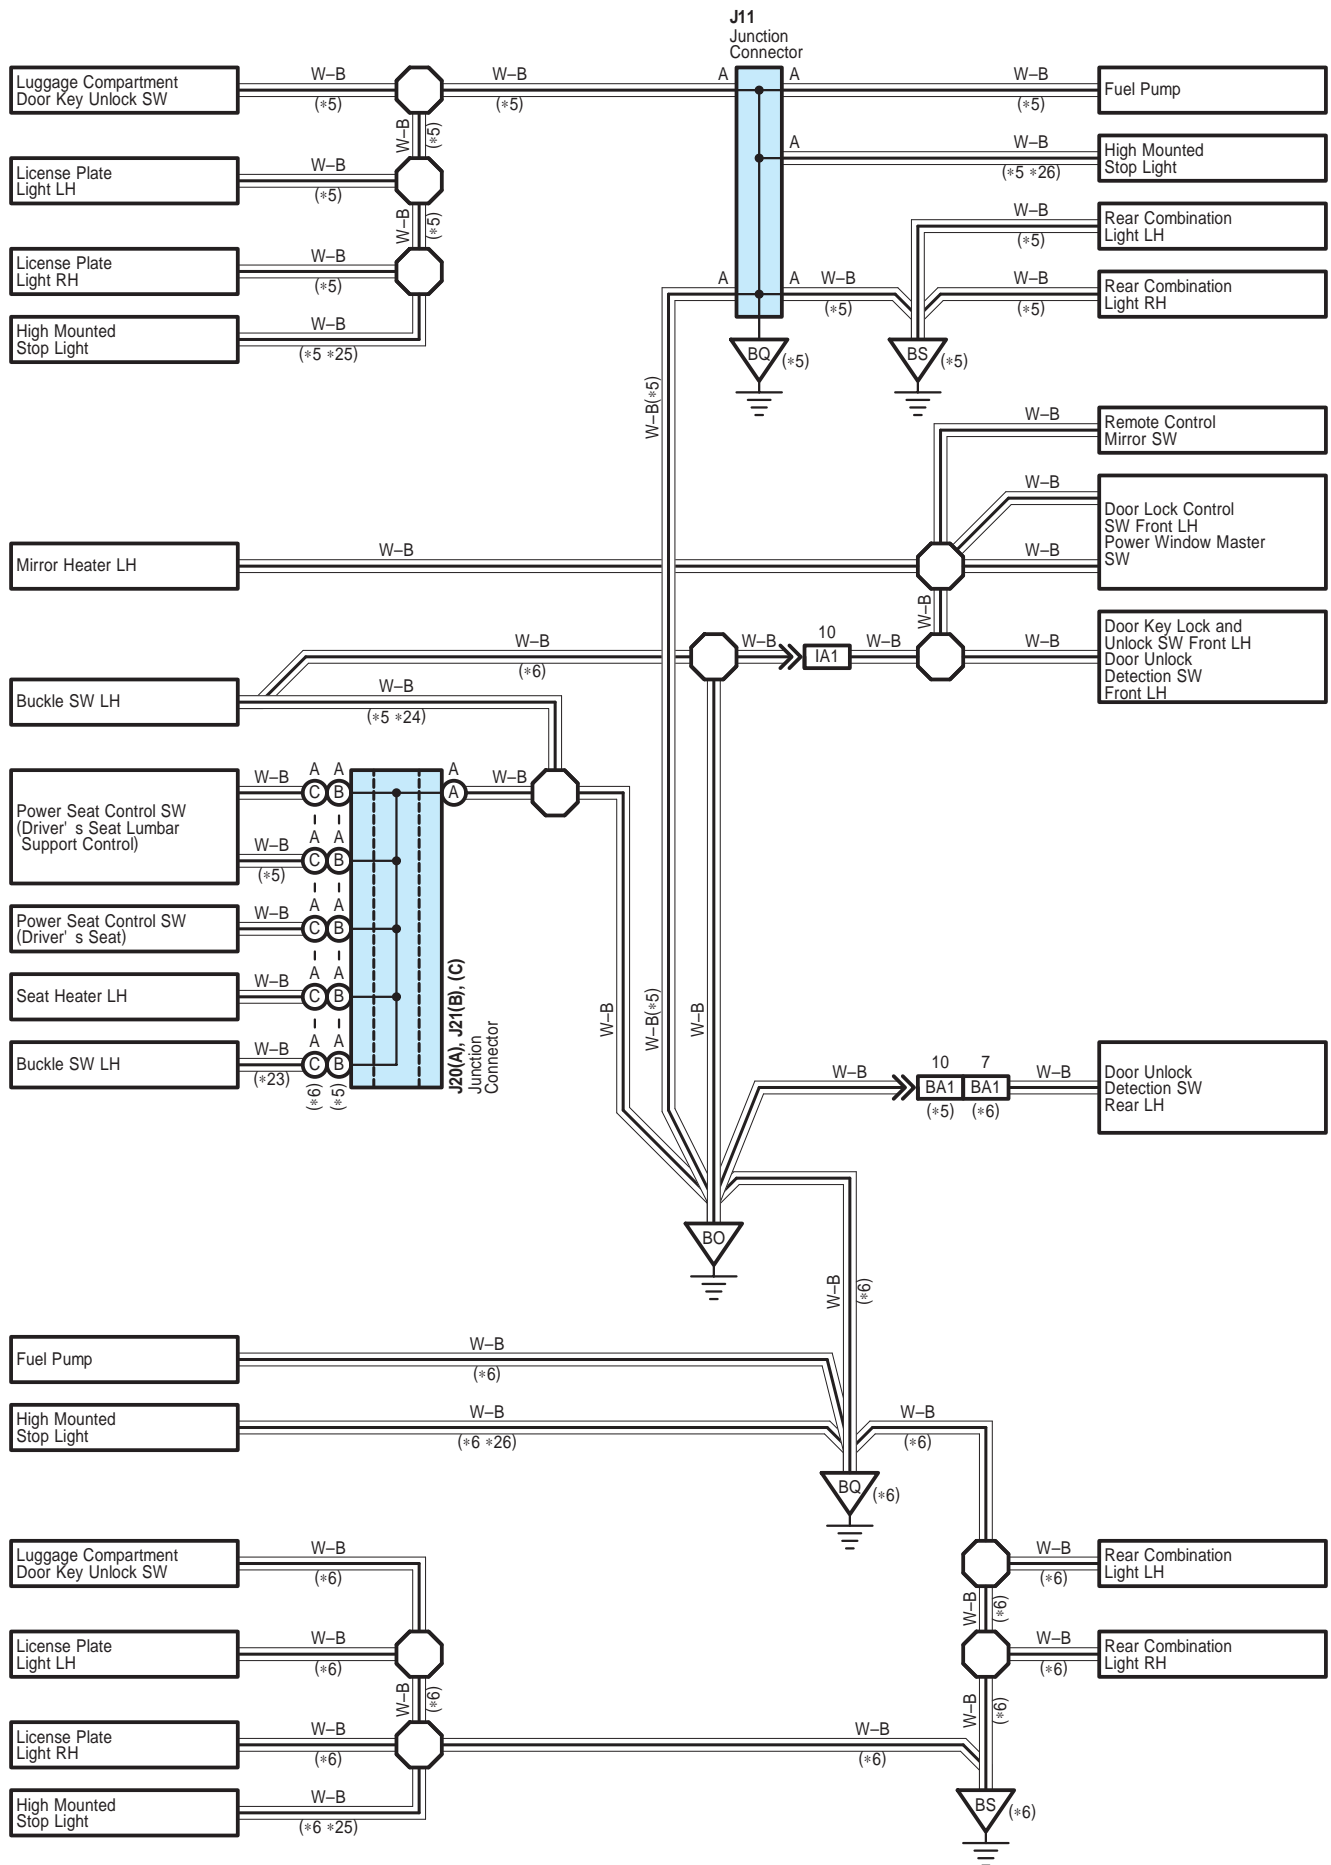 J11
Junction
Connector
Luggage Compartment
Door Key Unlock SW
W–B
(*5)
W–B
(*5)
A
A
W–B
(*5)
Fuel Pump
W–B
(*5)
A
W–B
(*5 *26)
High Mounted
Stop Light
License Plate
Light LH
W–B
(*5)
W–B
(*5)
W–B
(*5)
Rear Combination
Light LH
License Plate
Light RH
W–B
(*5)
A
A
W–B
(*5)
W–B
(*5)
Rear Combination
Light RH
High Mounted
Stop Light
W–B
(*5 *25)
BQ
(*5)
BS
(*5)
W–B(*5)
W–B
Remote Control
Mirror SW
W–B
Door Lock Control
SW Front LH
Power Window Master
SW
Mirror Heater LH
W–B
W–B
W–B
W–B
(*6)
W–B
10
IA1
W–B
W–B
Door Key Lock and
Unlock SW Front LH
Door Unlock
Detection SW
Front LH
Buckle SW LH
W–B
(*5 *24)
Power Seat Control SW
(Driver' s Seat Lumbar
Support Control)
W–B
A
A
C
B
A
A
W–B
W–B
(*5)
A
A
C
B
Power Seat Control SW
(Driver' s Seat)
W–B
A
A
C
B
Seat Heater LH
W–B
A
A
C
B
Buckle SW LH
W–B
(*23)
A
A
C
B
(*6)
(*5)
J20(A), J21(B), (C)
Junction
Connector
W–B
W–B(*5)
W–B
W–B
10
7
BA1
BA1
(*5)
(*6)
W–B
Door Unlock
Detection SW
Rear LH
BO
W–B
(*6)
Fuel Pump
W–B
(*6)
High Mounted
Stop Light
W–B
(*6 *26)
W–B
(*6)
BQ
(*6)
Luggage Compartment
Door Key Unlock SW
W–B
(*6)
W–B
(*6)
Rear Combination
Light LH
W–B
(*6)
License Plate
Light LH
W–B
(*6)
W–B
(*6)
Rear Combination
Light RH
W–B
(*6)
W–B
(*6)
License Plate
Light RH
W–B
(*6)
W–B
(*6)
High Mounted
Stop Light
W–B
(*6 *25)
BS
(*6)